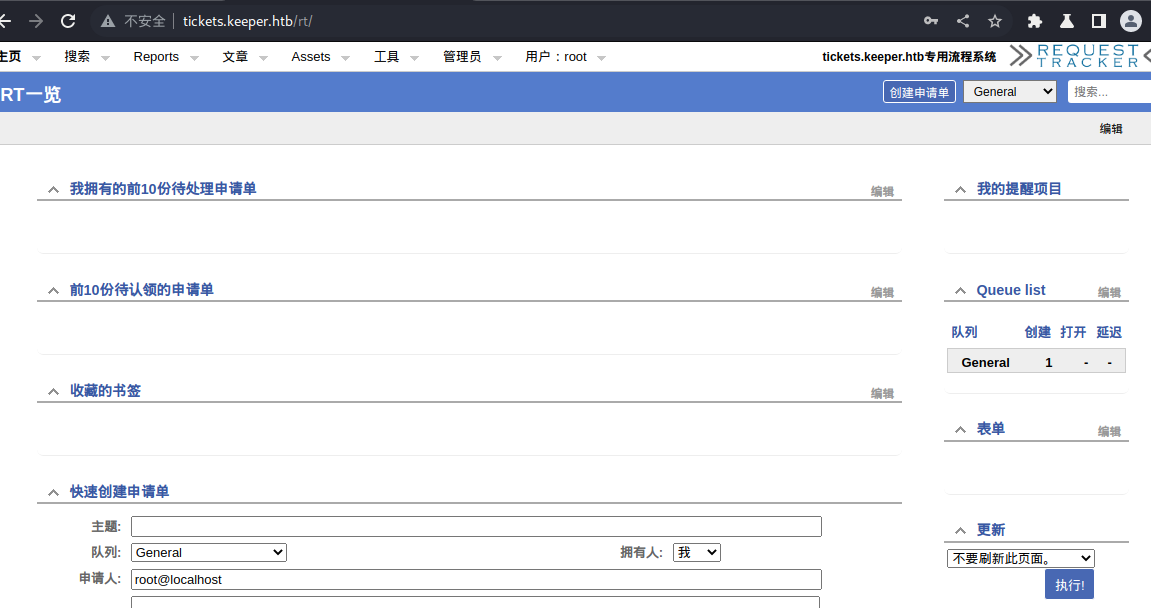 不安全 tickets.keeper.htb/rt/
主页 搜索 Reports 文章 Assets 工具 管理员 用户：root tickets.keeper.htb专用流程系统 REQUEST TRACKER
RT一览 创建申请单 General 搜索...
编辑
我拥有的前10份待处理申请单 编辑
前10份待认领的申请单 编辑
收藏的书签 编辑
快速创建申请单
主题:
队列: General 拥有人: 我
申请人: root@localhost
我的提醒项目
Queue list 编辑
队列 创建 打开 延迟
General 1 - -
表单 编辑
更新
不要刷新此页面。
执行!